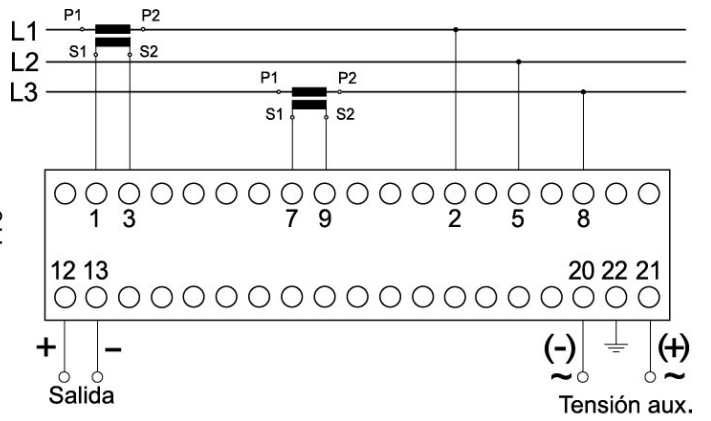 P1 P2
L1
S1 S2
L2
P1 P2
L3
S1 S2
1 3 7 9 2 5 8
12 13 20 22 21
+ – (-) (+)
~ ~
Salida
Tensión aux.